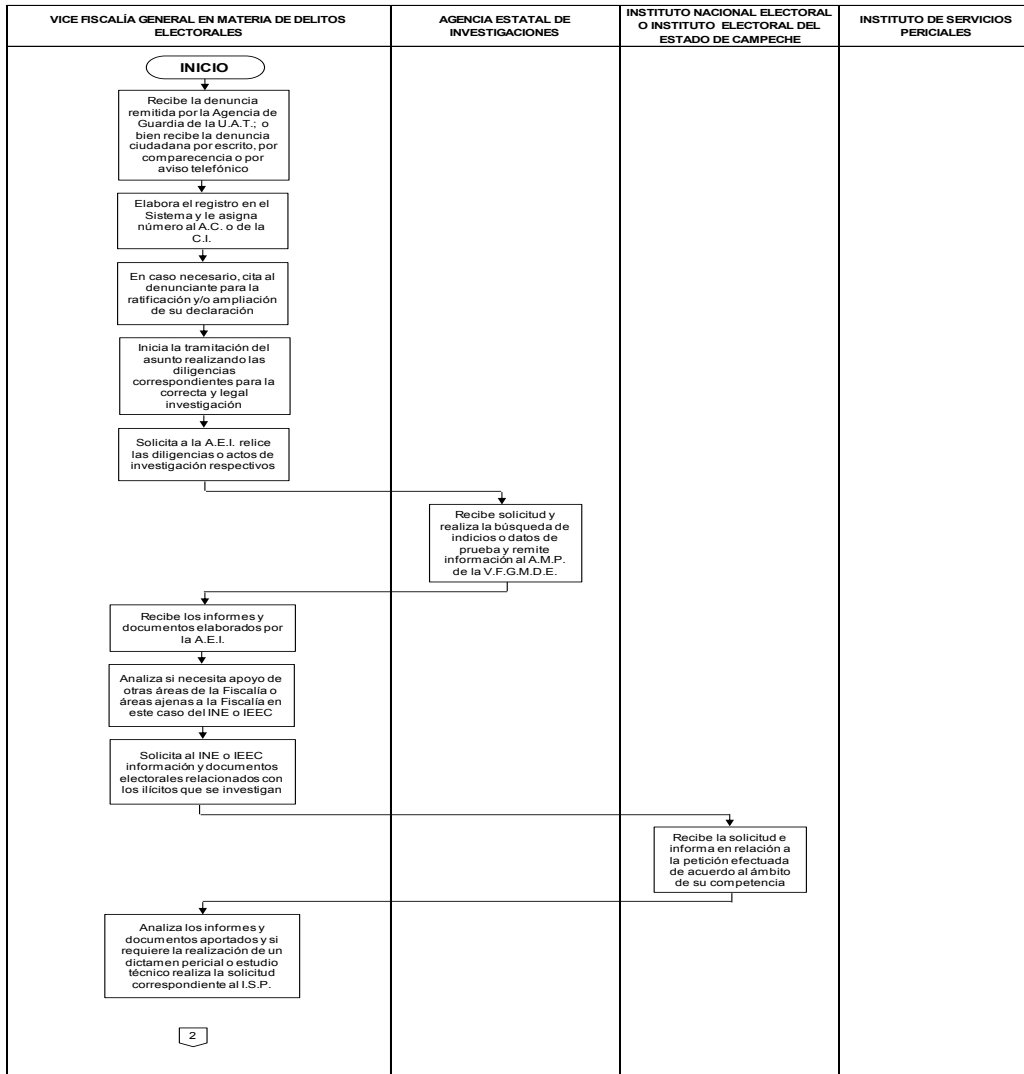 VICE FISCALÍA GENERAL EN MATERIA DE DELITOS
ELECTORALES
AGENCIA ESTATAL DE
INVESTIGACIONES
INSTITUTO NACIONAL ELECTORAL
O INSTITUTO ELECTORAL DEL
ESTADO DE CAMPECHE
INSTITUTO DE SERVICIOS
PERICIALES
INICIO
Recibe la denuncia
remitida por la Agencia de
Guardia de la U.A.T.; o
bien recibe la denuncia
ciudadana por escrito, por
comparecencia o por
aviso telefónico
Elabora el registro en el
Sistema y le asigna
número al A.C. o de la
C.I.
En caso necesario, cita al
denunciante para la
ratificación y/o ampliación
de su declaración
Inicia la tramitación del
asunto realizando las
diligencias
correspondientes para la
correcta y legal
investigación
Solicita a la A.E.I. relice
las diligencias o actos de
investigación respectivos
Recibe solicitud y
realiza la búsqueda de
indicios o datos de
prueba y remite
información al A.M.P.
de la V.F.G.M.D.E.
Recibe los informes y
documentos elaborados por
la A.E.I.
Analiza si necesita apoyo de
otras áreas de la Fiscalía o
áreas ajenas a la Fiscalía en
este caso del INE o IEEC
Solicita al INE o IEEC
información y documentos
electorales relacionados con
los ilícitos que se investigan
Recibe la solicitud e
informa en relación a
la petición efectuada
de acuerdo al ámbito
de su competencia
Analiza los informes y
documentos aportados y si
requiere la realización de un
dictamen pericial o estudio
técnico realiza la solicitud
correspondiente al I.S.P.
2